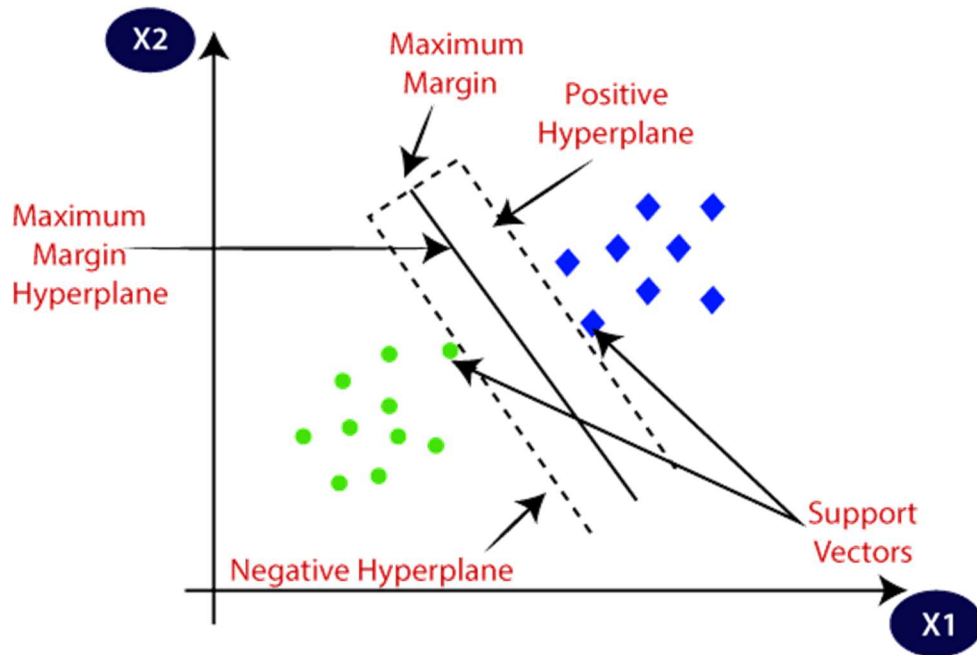 X2
Maximum
Margin
Positive
Hyperplane
Maximum
Margin
Hyperplane
Support
Vectors
Negative Hyperplane
X1